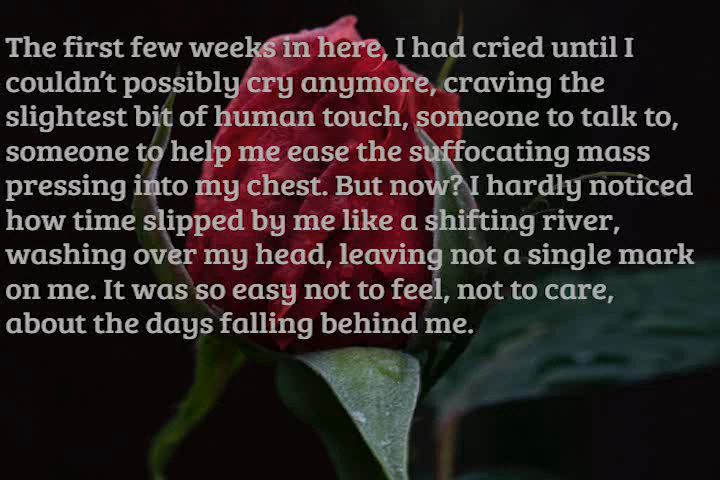 The first few weeks in here, I had cried until I
couldn’t possibly cry anymore, craving the
slightest bit of human touch, someone to talk to,
someone to help me ease the suffocating mass
pressing into my chest. But now? I hardly noticed
how time slipped by me like a shifting river,
washing over my head, leaving not a single mark
on me. It was so easy not to feel, not to care,
about the days falling behind me.